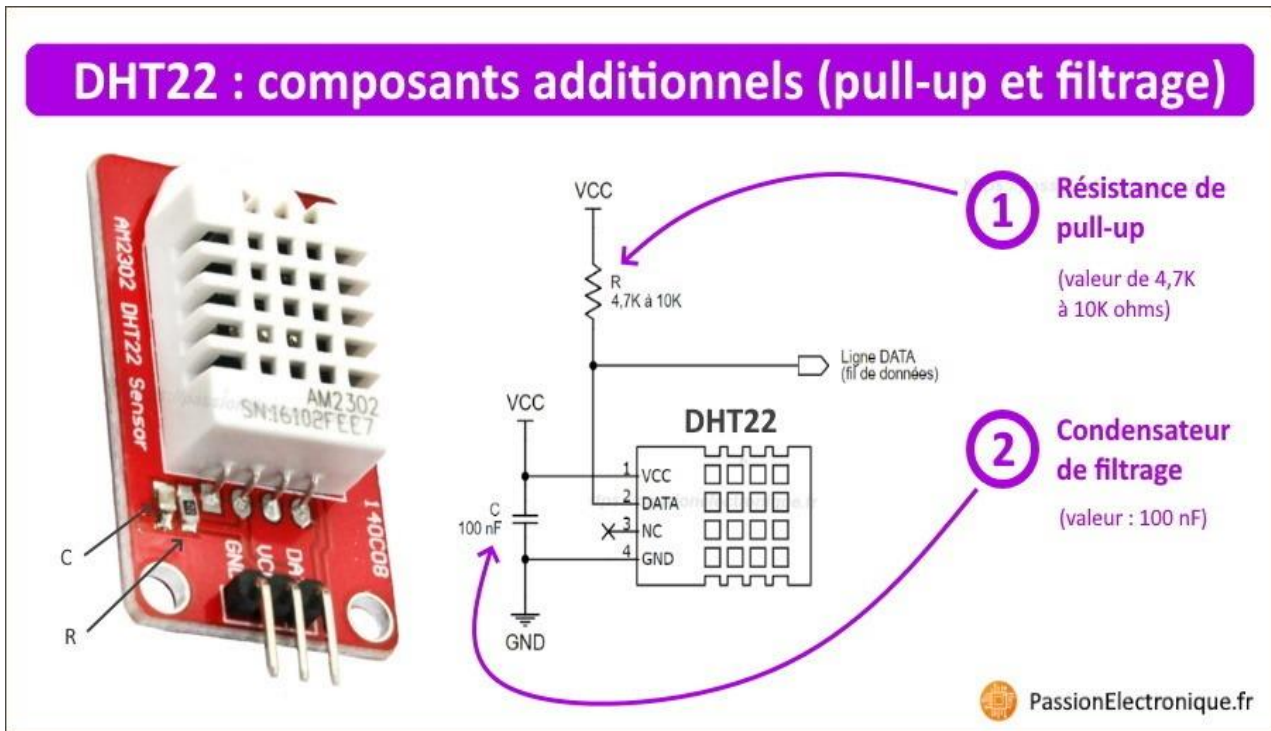 DHT22 : composants additionnels (pull-up et filtrage)
AM2302 DHT22 Sensor
AM2302
SN:16102FEE7
140C08
GND
VC
DA
C
R
VCC
R
4,7K à 10K
Ligne DATA
(fil de données)
VCC
DHT22
C
100 nF
1 VCC
2 DATA
3 NC
4 GND
GND
1
Résistance de
pull-up
(valeur de 4,7K
à 10K ohms)
2
Condensateur
de filtrage
(valeur : 100 nF)
PassionElectronique.fr